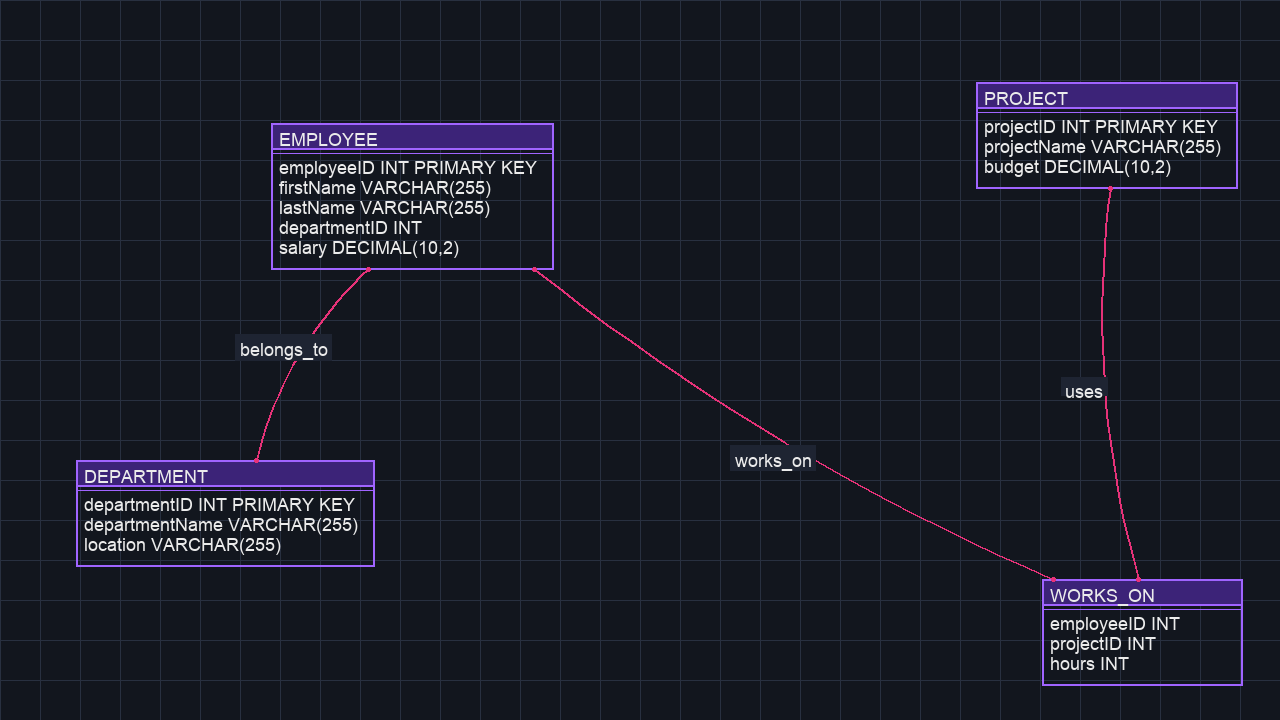 PROJECT
projectID INT PRIMARY KEY
projectName VARCHAR(255)
budget DECIMAL(10,2)
EMPLOYEE
employeeID INT PRIMARY KEY
firstName VARCHAR(255)
lastName VARCHAR(255)
departmentID INT
salary DECIMAL(10,2)
belongs_to
uses
works_on
DEPARTMENT
departmentID INT PRIMARY KEY
departmentName VARCHAR(255)
location VARCHAR(255)
WORKS_ON
employeeID INT
projectID INT
hours INT